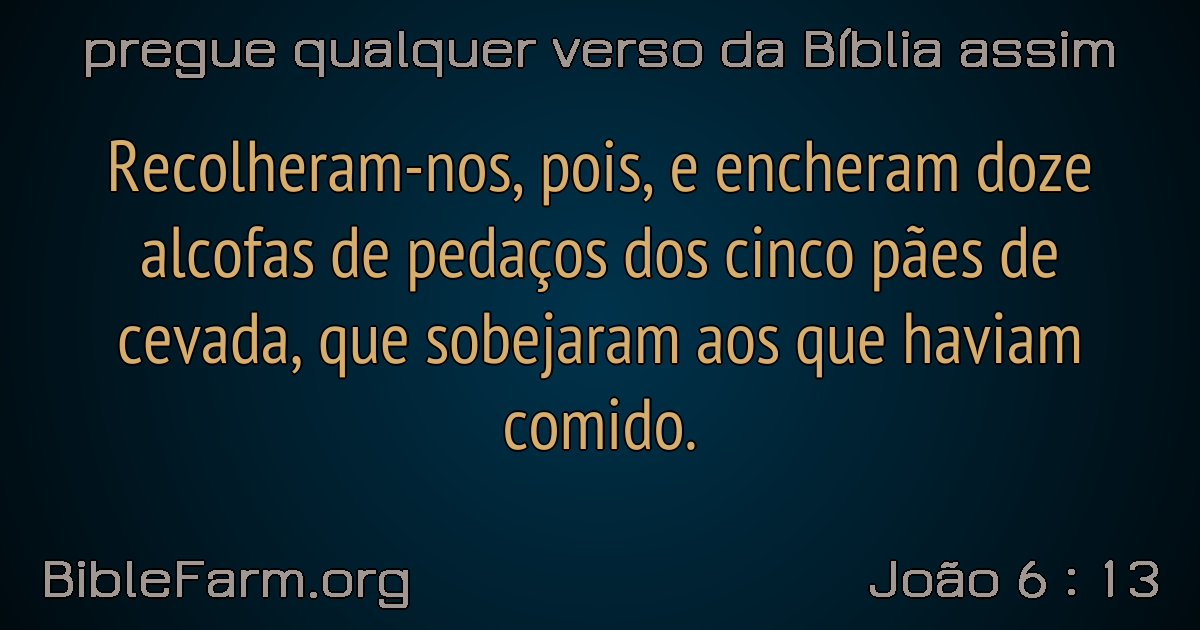 pregue qualquer verso da Bíblia assim
Recolheram-nos, pois, e encheram doze
alcofas de pedaços dos cinco pães de
cevada, que sobejaram aos que haviam
comido.
BibleFarm.org
João 6 : 13